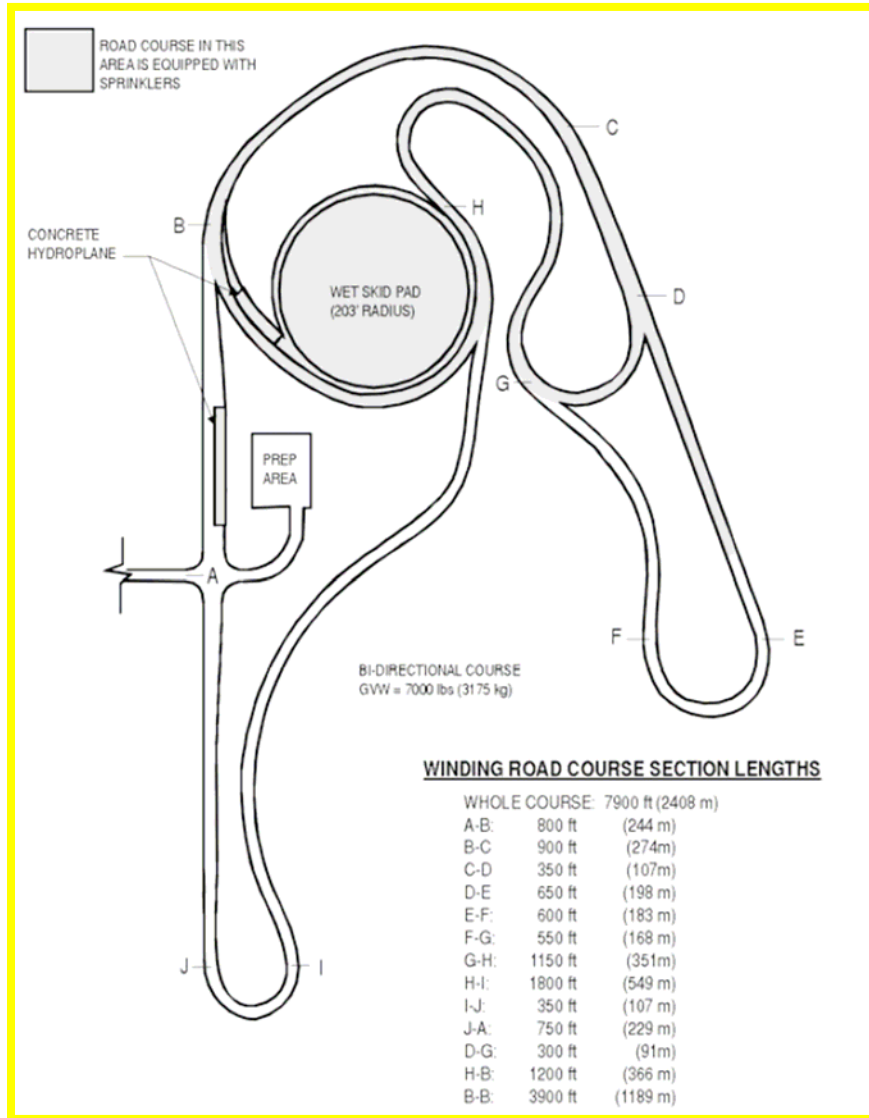 ROAD COURSE IN THIS
AREA IS EQUIPPED WITH
SPRINKLERS
C
H
B
CONCRETE
HYDROPLANE
WET SKID PAD
(203' RADIUS)
D
G
PREP
AREA
A
F
E
BI-DIRECTIONAL COURSE
GVW = 7000 lbs (3175 kg)
J
I
WINDING ROAD COURSE SECTION LENGTHS
WHOLE COURSE: 7900 ft (2408 m)
A-B: 800 ft (244 m)
B-C 900 ft (274m)
C-D 350 ft (107m)
D-E 650 ft (198 m)
E-F: 600 ft (183 m)
F-G: 550 ft (168 m)
G-H: 1150 ft (351m)
H-I: 1800 ft (549 m)
I-J: 350 ft (107 m)
J-A: 750 ft (229 m)
D-G: 300 ft (91m)
H-B: 1200 ft (366 m)
B-B: 3900 ft (1189 m)